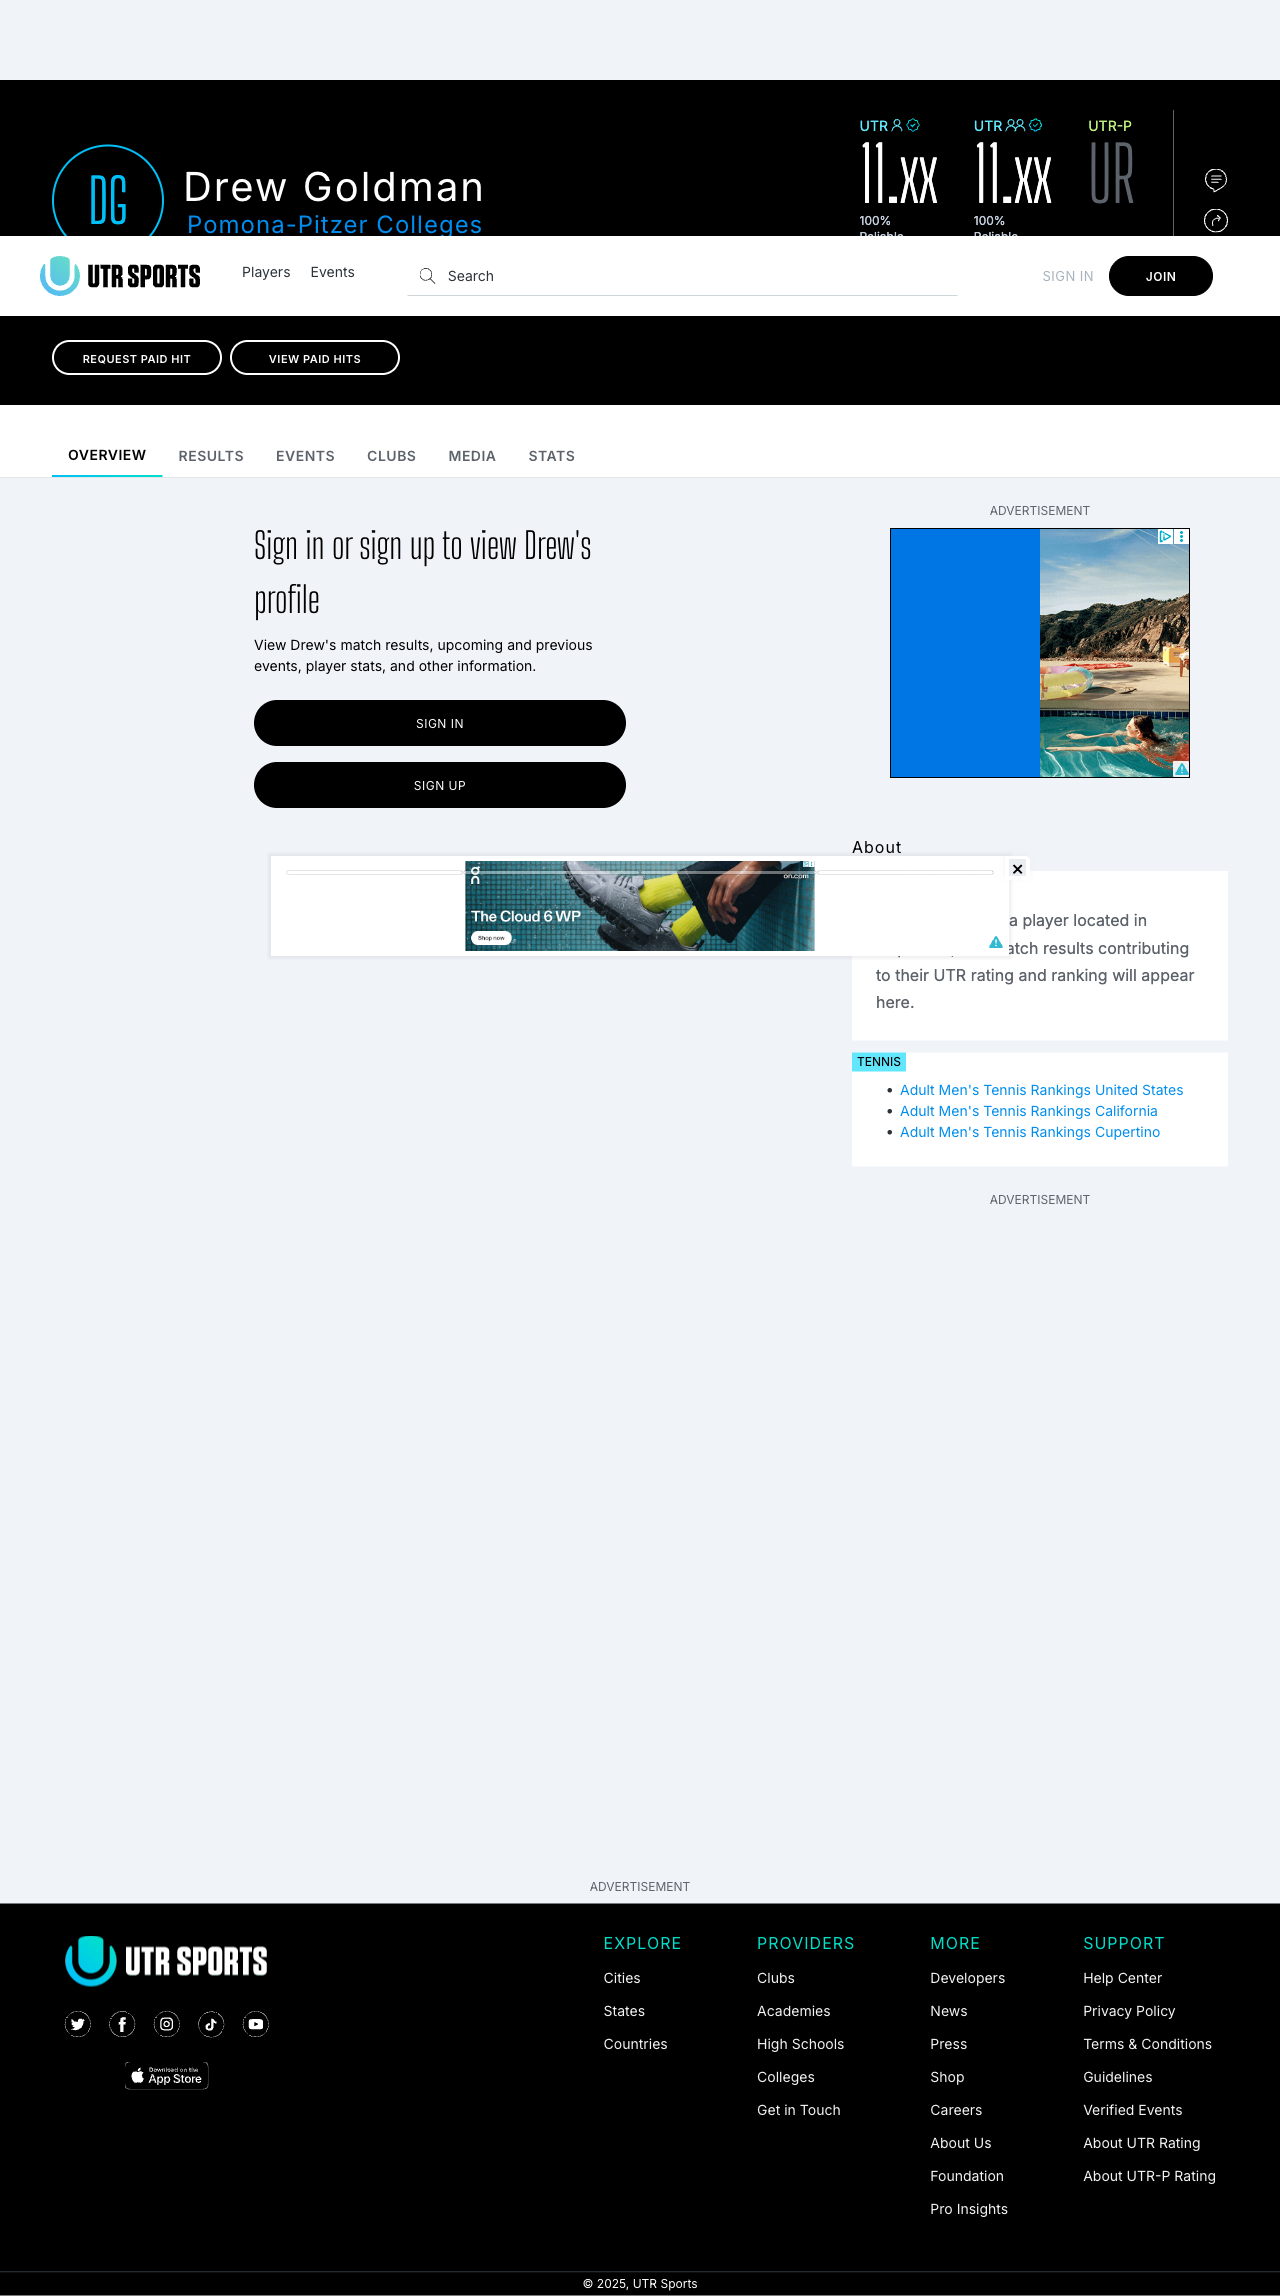 UTR
UTR
UTR-P
11.xx
11.xx
UR
100%
100%
DG
Drew Goldman
Pomona-Pitzer Colleges
UTR SPORTS
Players
Events
Search
SIGN IN
JOIN
REQUEST PAID HIT
VIEW PAID HITS
OVERVIEW
RESULTS
EVENTS
CLUBS
MEDIA
STATS
ADVERTISEMENT
Sign in or sign up to view Drew's
profile
View Drew's match results, upcoming and previous
events, player stats, and other information.
SIGN IN
SIGN UP
About
on.com
The Cloud 6 WP
Shop now
a player located in
match results contributing
to their UTR rating and ranking will appear
here.
TENNIS
• Adult Men's Tennis Rankings United States
• Adult Men's Tennis Rankings California
• Adult Men's Tennis Rankings Cupertino
ADVERTISEMENT
ADVERTISEMENT
UTR SPORTS
Download on the
App Store
EXPLORE
Cities
States
Countries
PROVIDERS
Clubs
Academies
High Schools
Colleges
Get in Touch
MORE
Developers
News
Press
Shop
Careers
About Us
Foundation
Pro Insights
SUPPORT
Help Center
Privacy Policy
Terms & Conditions
Guidelines
Verified Events
About UTR Rating
About UTR-P Rating
© 2025, UTR Sports